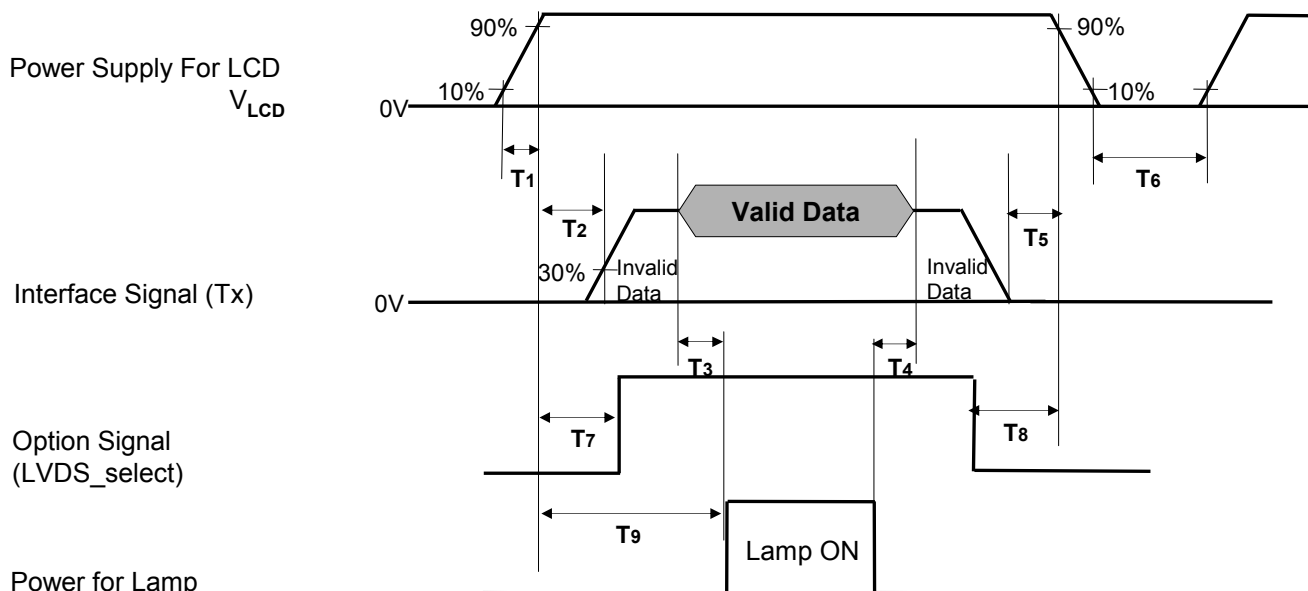 90%
90%
Power Supply For LCD
10%
10%
VLCD
0V
T1
T6
Valid Data
T2
T5
30%
Invalid
Data
Invalid
Data
Interface Signal (Tx)
0V
T3
T4
Option Signal
(LVDS_select)
T7
T8
T9
Lamp ON
Power for Lamp